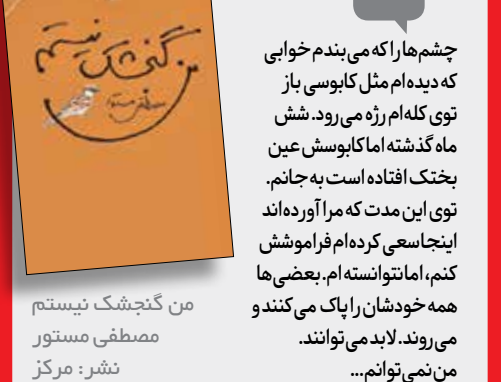 چشم‌ها را که می‌بندم خوابی
که دیده‌ام مثل کابوسی باز
توی کله‌ام رژه می‌رود. شش
ماه گذشته اما کابوسش عین
بختک افتاده است به جانم.
توی این مدت که مرا آورده‌اند
اینجا سعی کرده‌ام فراموشش
کنم، اما نتوانسته ام. بعضی‌ها
همه خودشان را پاک می‌کنند و
می‌روند. لابد می‌توانند.
من نمی‌توانم...
من گنجشک نیستم
مصطفی مستور
من گنجشک نیستم
مصطفی مستور
نشر: مرکز